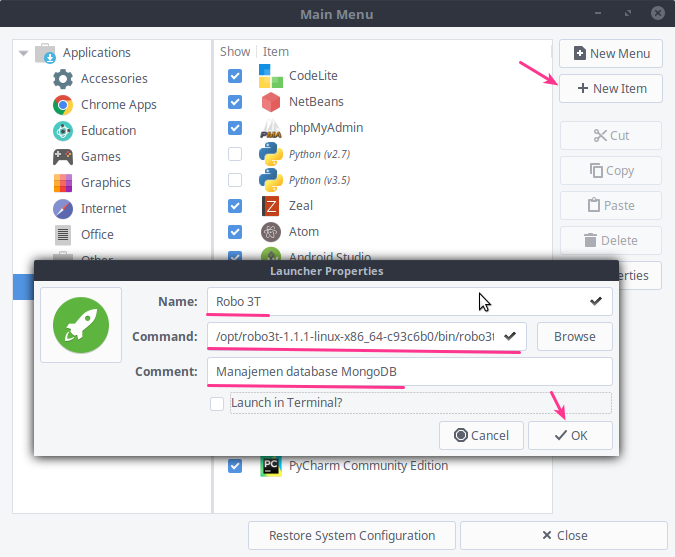 Main Menu
Applications
Accessories
Chrome Apps
Education
Games
Graphics
Internet
Office
Other
Show Item
CodeLite
NetBeans
phpMyAdmin
Python (v2.7)
Python (v3.5)
Zeal
Atom
Android Studio
PyCharm Community Edition
New Menu
New Item
Cut
Copy
Paste
Delete
erties
Launcher Properties
Name: Robo 3T
Command: /opt/robo3t-1.1.1-linux-x86_64-c93c6b0/bin/robo3t Browse
Comment: Manajemen database MongoDB
Launch in Terminal?
Cancel OK
Restore System Configuration Close